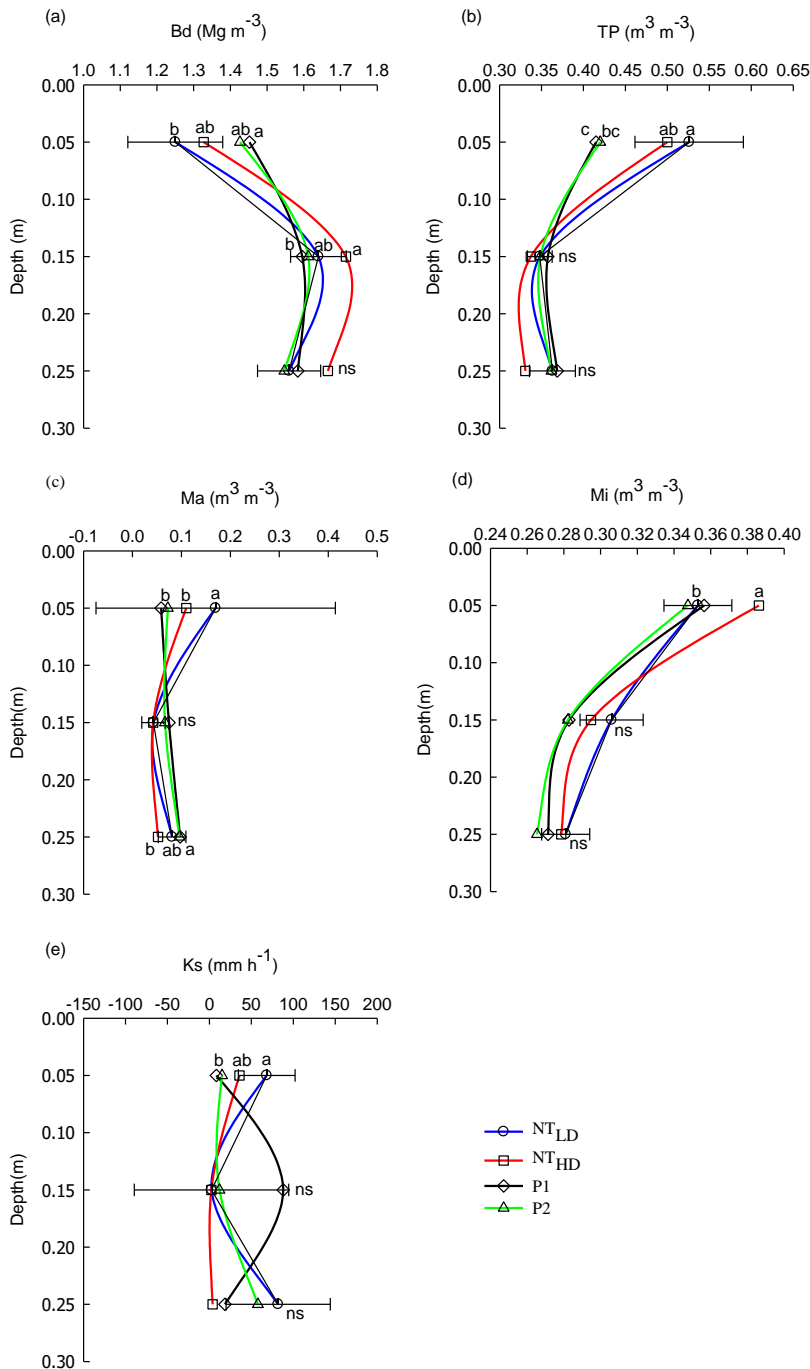 (a)
Bd (Mg m-3)
1.0 1.1 1.2 1.3 1.4 1.5 1.6 1.7 1.8
Depth (m)
0.00
0.05
0.10
0.15
0.20
0.25
0.30
b ab ab a
b ab a
ns
(b)
TP (m3 m-3)
0.30 0.35 0.40 0.45 0.50 0.55 0.60 0.65
Depth (m)
0.00
0.05
0.10
0.15
0.20
0.25
0.30
c bc ab a
ns
ns
(c)
Ma (m3 m-3)
-0.1 0.0 0.1 0.2 0.3 0.4 0.5
Depth(m)
0.00
0.05
0.10
0.15
0.20
0.25
0.30
b b a
ns
b ab a
(d)
Mi (m3 m-3)
0.24 0.26 0.28 0.30 0.32 0.34 0.36 0.38 0.40
Depth(m)
0.00
0.05
0.10
0.15
0.20
0.25
0.30
b a
ns
ns
(e)
Ks (mm h-1)
-150 -100 -50 0 50 100 150 200
Depth(m)
0.00
0.05
0.10
0.15
0.20
0.25
0.30
b ab a
ns
ns
NTLD
NTHD
P1
P2